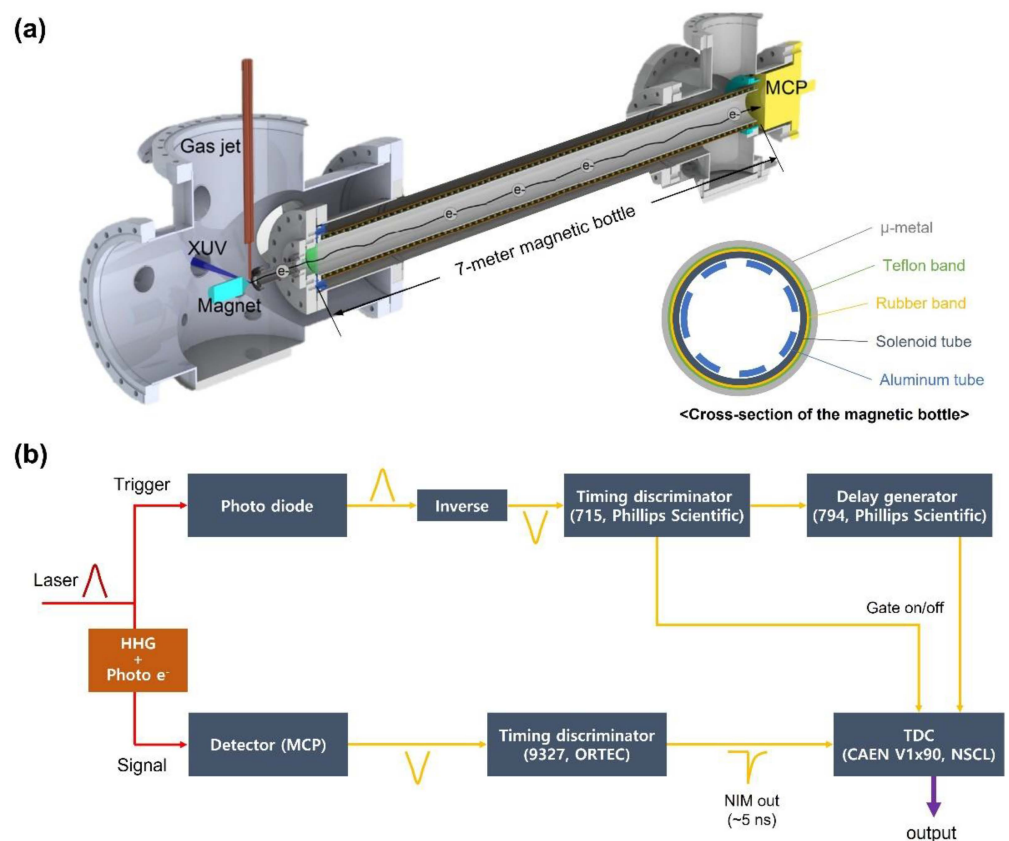 (a)
MCP
Gas jet
e-
e-
e-
e-
XUV
e-
Magnet
7-meter magnetic bottle
μ-metal
Teflon band
Rubber band
Solenoid tube
Aluminum tube
<Cross-section of the magnetic bottle>
(b)
Trigger
Photo diode
Inverse
Timing discriminator
(715, Phillips Scientific)
Delay generator
(794, Phillips Scientific)
Laser
Gate on/off
HHG
+
Photo e-
Signal
Detector (MCP)
Timing discriminator
(9327, ORTEC)
TDC
(CAEN V1x90, NSCL)
NIM out
(~5 ns)
output